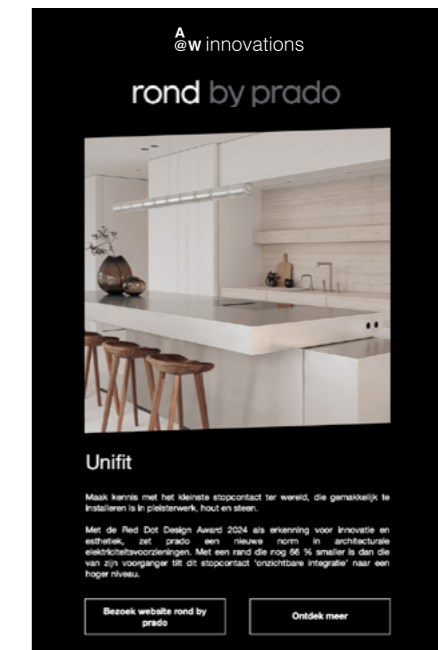 A
@w innovations
rond by prado
Unifit
Maak kennis met het kleinste stopcontact ter wereld, die gemakkelijk te
installeren is in pleisterwerk, hout en steen.
Met de Red Dot Design Award 2024 als erkenning voor innovatie en
esthetiek, zet prado een nieuwe norm in architecturale
elektriciteitsvoorzieningen. Met een rand die nog 66 % smaller is dan die
van zijn voorganger tilt dit stopcontact 'onzichtbare integratie' naar een
hoger niveau.
Bezoek website rond by
prado
Ontdek meer